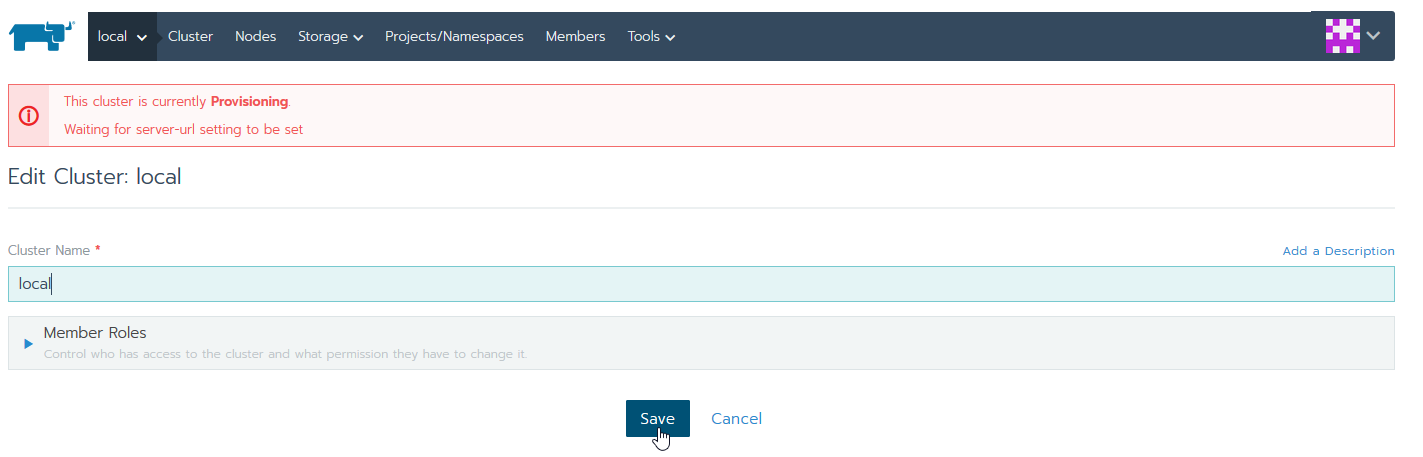 local Cluster Nodes Storage Projects/Namespaces Members Tools
This cluster is currently Provisioning.
Waiting for server-url setting to be set
Edit Cluster: local
Cluster Name * Add a Description
local
Member Roles
Control who has access to the cluster and what permission they have to change it.
Save Cancel